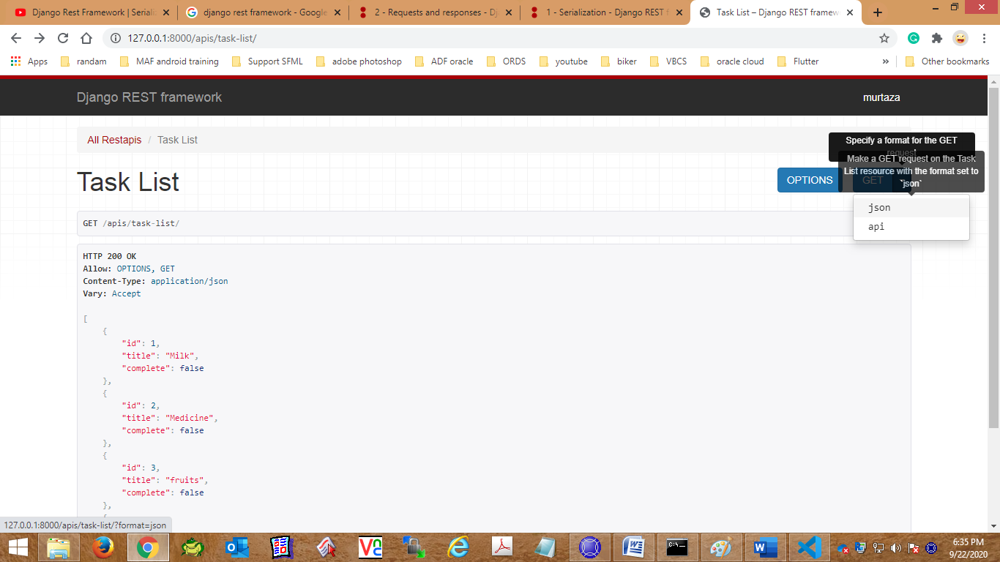 Django Rest Framework | Seriali
django rest framework - Google
2 - Requests and responses - Dj
1 - Serialization - Django REST f
Task List – Django REST framew
127.0.0.1:8000/apis/task-list/
Apps
randam
MAF android training
Support SFML
adobe photoshop
ADF oracle
ORDS
youtube
biker
VBCS
oracle cloud
Flutter
»
Other bookmarks
Django REST framework
murtaza
All Restapis / Task List
Specify a format for the GET
request
Make a GET request on the Task
List resource with the format set to
`json`
Task List
OPTIONS
GET
json
api
GET /apis/task-list/
HTTP 200 OK
Allow: OPTIONS, GET
Content-Type: application/json
Vary: Accept
[
{
"id": 1,
"title": "Milk",
"complete": false
},
{
"id": 2,
"title": "Medicine",
"complete": false
},
{
"id": 3,
"title": "fruits",
"complete": false
},
{
127.0.0.1:8000/apis/task-list/?format=json
6:35 PM
9/22/2020